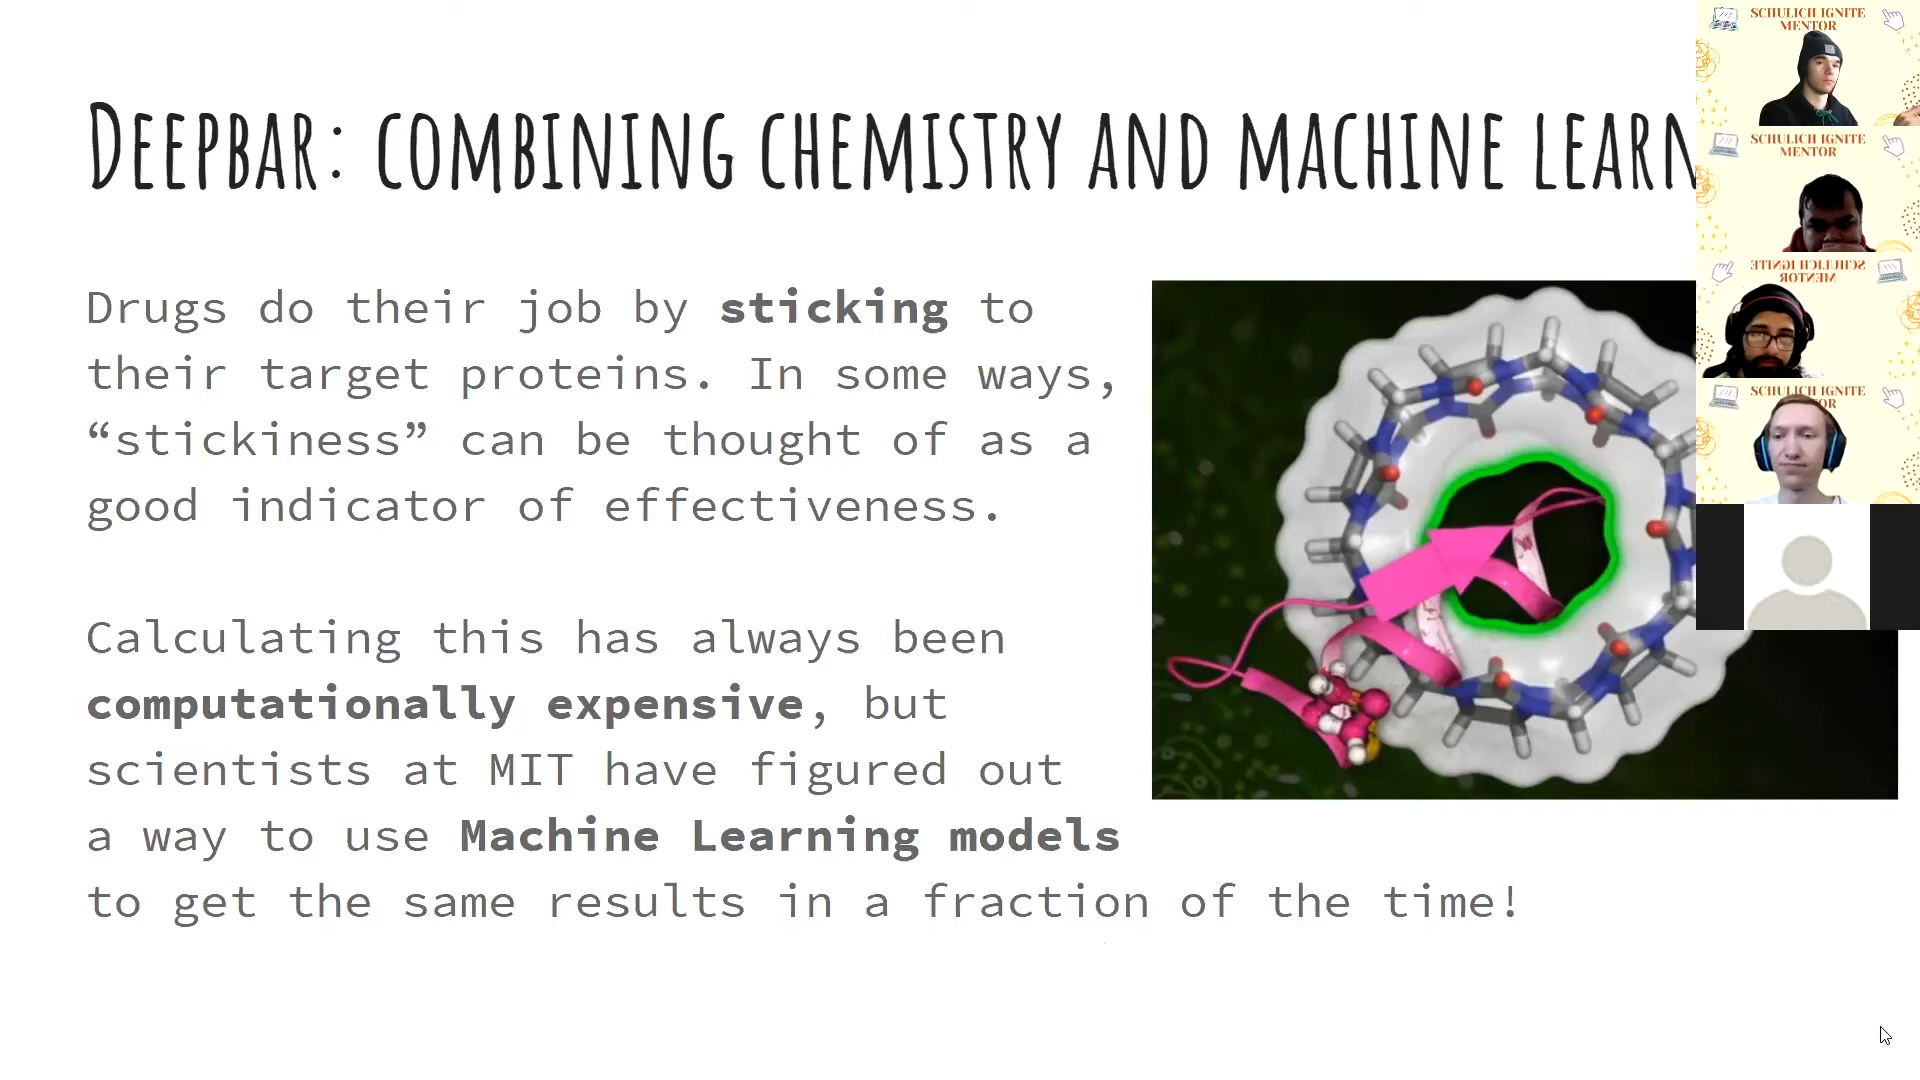 DEEPBAR: COMBINING CHEMISTRY AND MACHINE LEARN
Drugs do their job by sticking to
their target proteins. In some ways,
“stickiness” can be thought of as a
good indicator of effectiveness.
Calculating this has always been
computationally expensive, but
scientists at MIT have figured out
a way to use Machine Learning models
to get the same results in a fraction of the time!
SCHULICH IGNITE
MENTOR
SCHULICH IGNITE
MENTOR
SCHULICH IGNITE
MENTOR
SCHULICH IGNITE